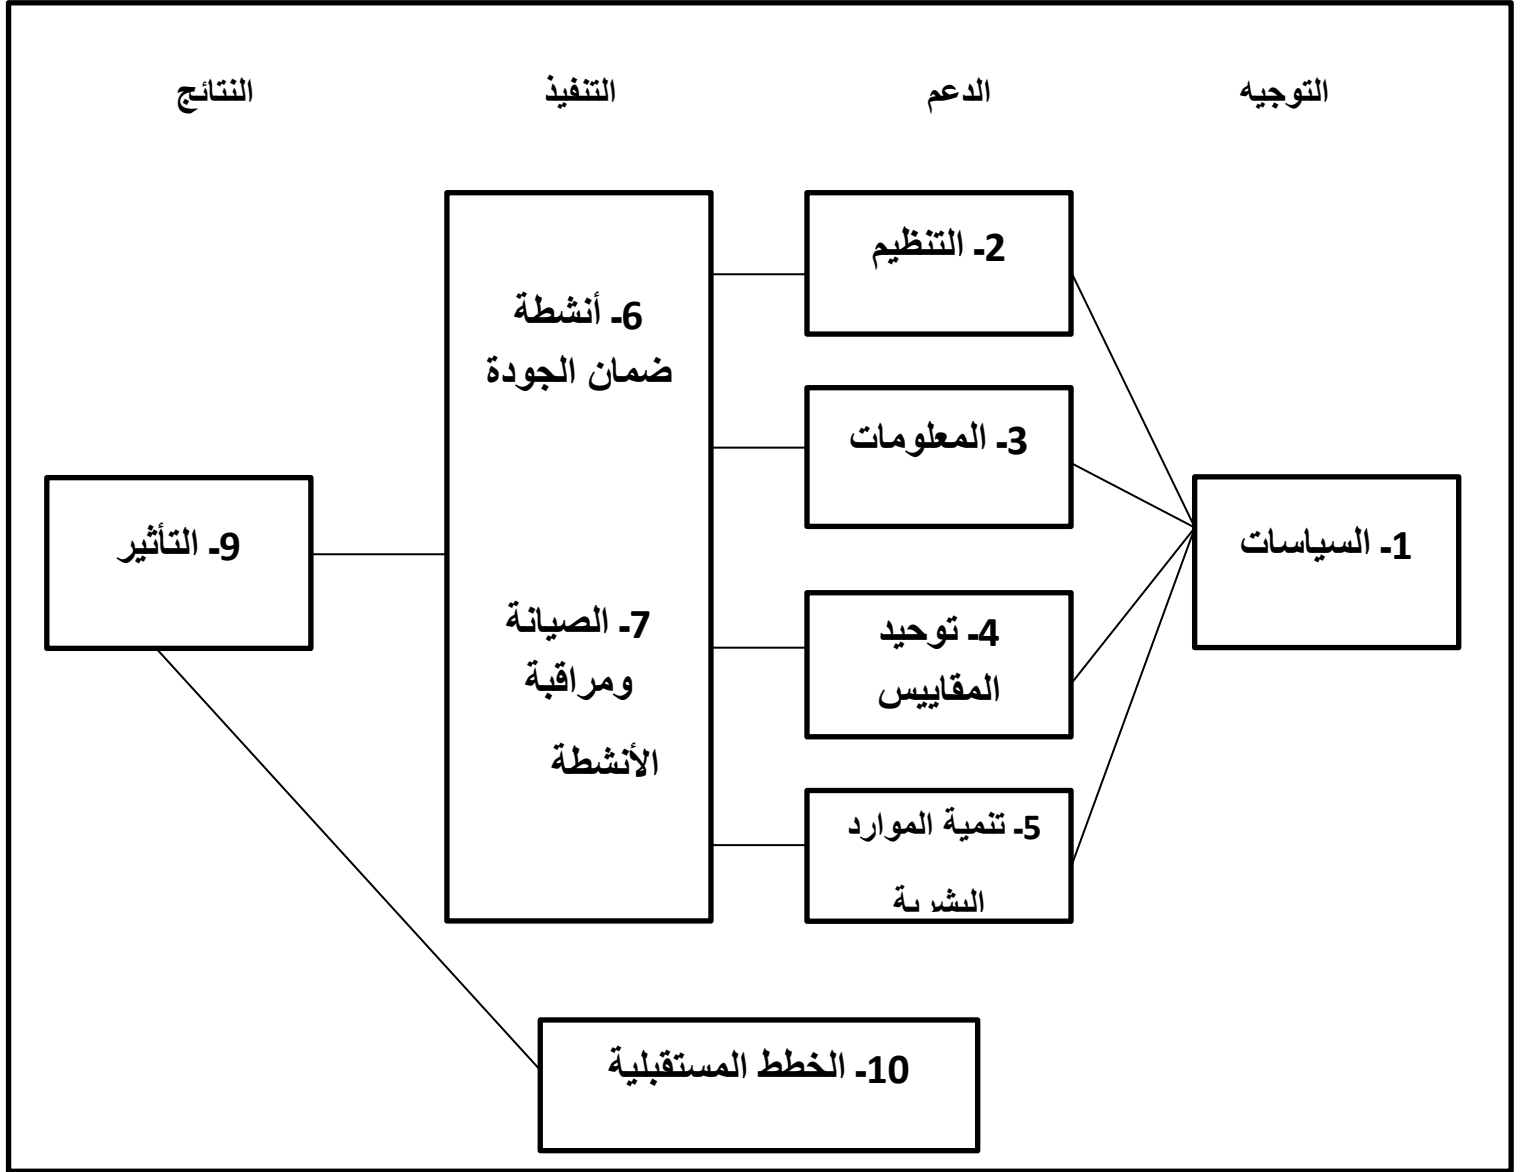 التوجيه
الدعم
التنفيذ
النتائج
1- السياسات
2- التنظيم
3- المعلومات
4- توحيد
المقاييس
5- تنمية الموارد
البشرية
6- أنشطة
ضمان الجودة
7- الصيانة
ومراقبة
الأنشطة
9- التأثير
10- الخطط المستقبلية